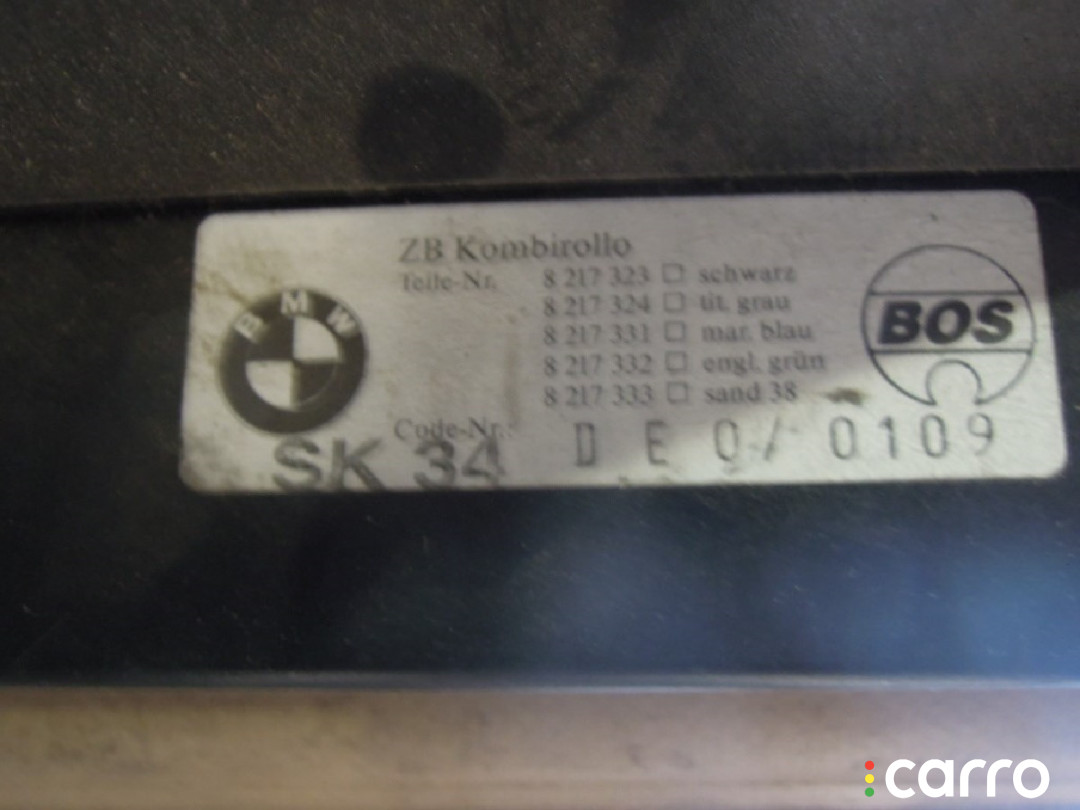 ZB Kombirollo
Teile-Nr. 8 217 323 □ schwarz
8 217 324 □ tit. grau
8 217 331 □ mar. blau
8 217 332 □ engl. grün
8 217 333 □ sand 38
BMW
BOS
Code-Nr.:
SK 34 D E 0/ 0109
carro